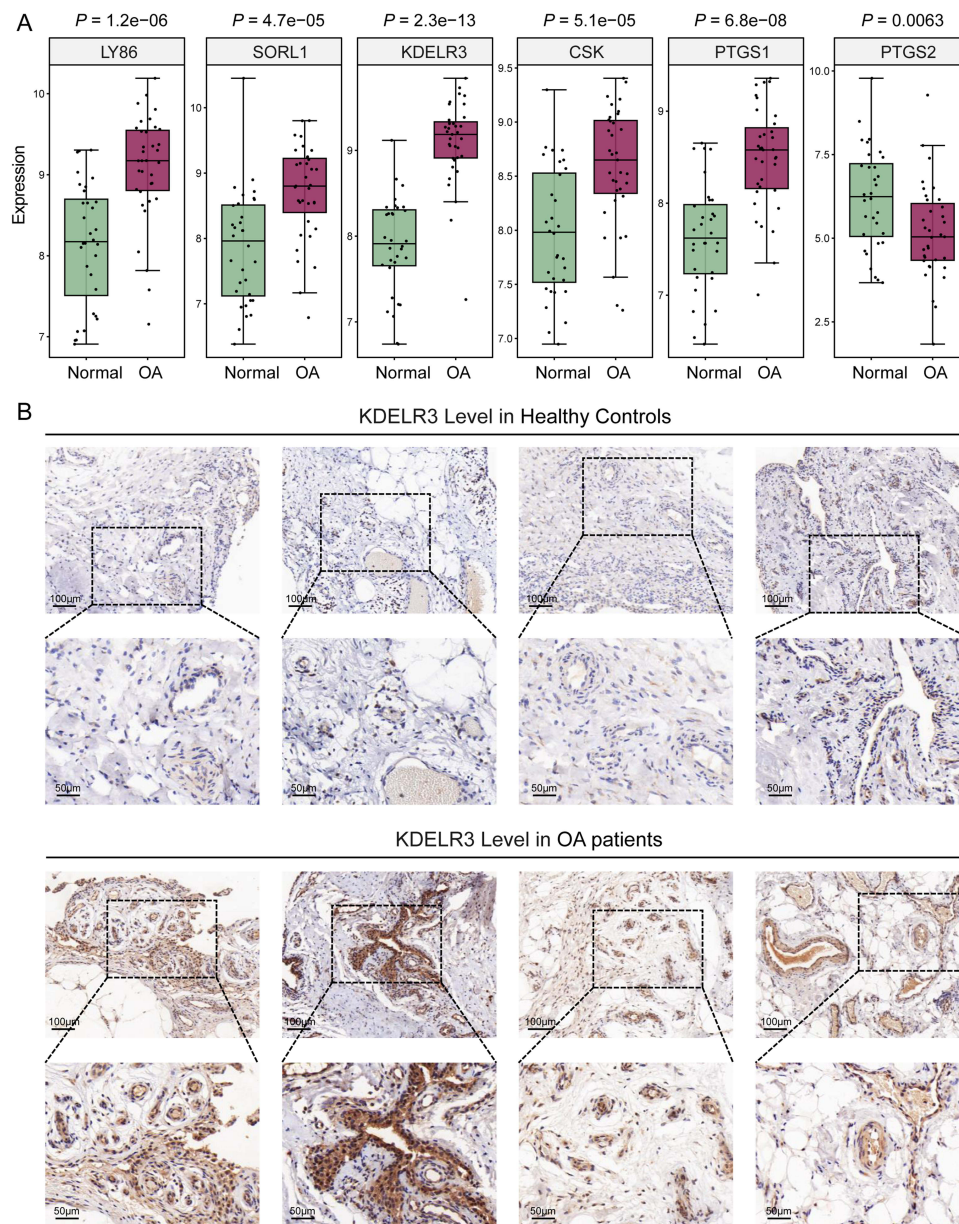 A
P = 1.2e−06 P = 4.7e−05 P = 2.3e−13 P = 5.1e−05 P = 6.8e−08 P = 0.0063
LY86 SORL1 KDELR3 CSK PTGS1 PTGS2
Expression
10
9
8
7
10
9
8
7
9
8
7
9.5
9.0
8.5
8.0
7.5
7.0
9
8
7
10.0
7.5
5.0
2.5
Normal OA Normal OA Normal OA Normal OA Normal OA Normal OA
B
KDELR3 Level in Healthy Controls
100μm 100μm 100μm 100μm
50μm 50μm 50μm 50μm
KDELR3 Level in OA patients
100μm 100μm 100μm 100μm
50μm 50μm 50μm 50μm